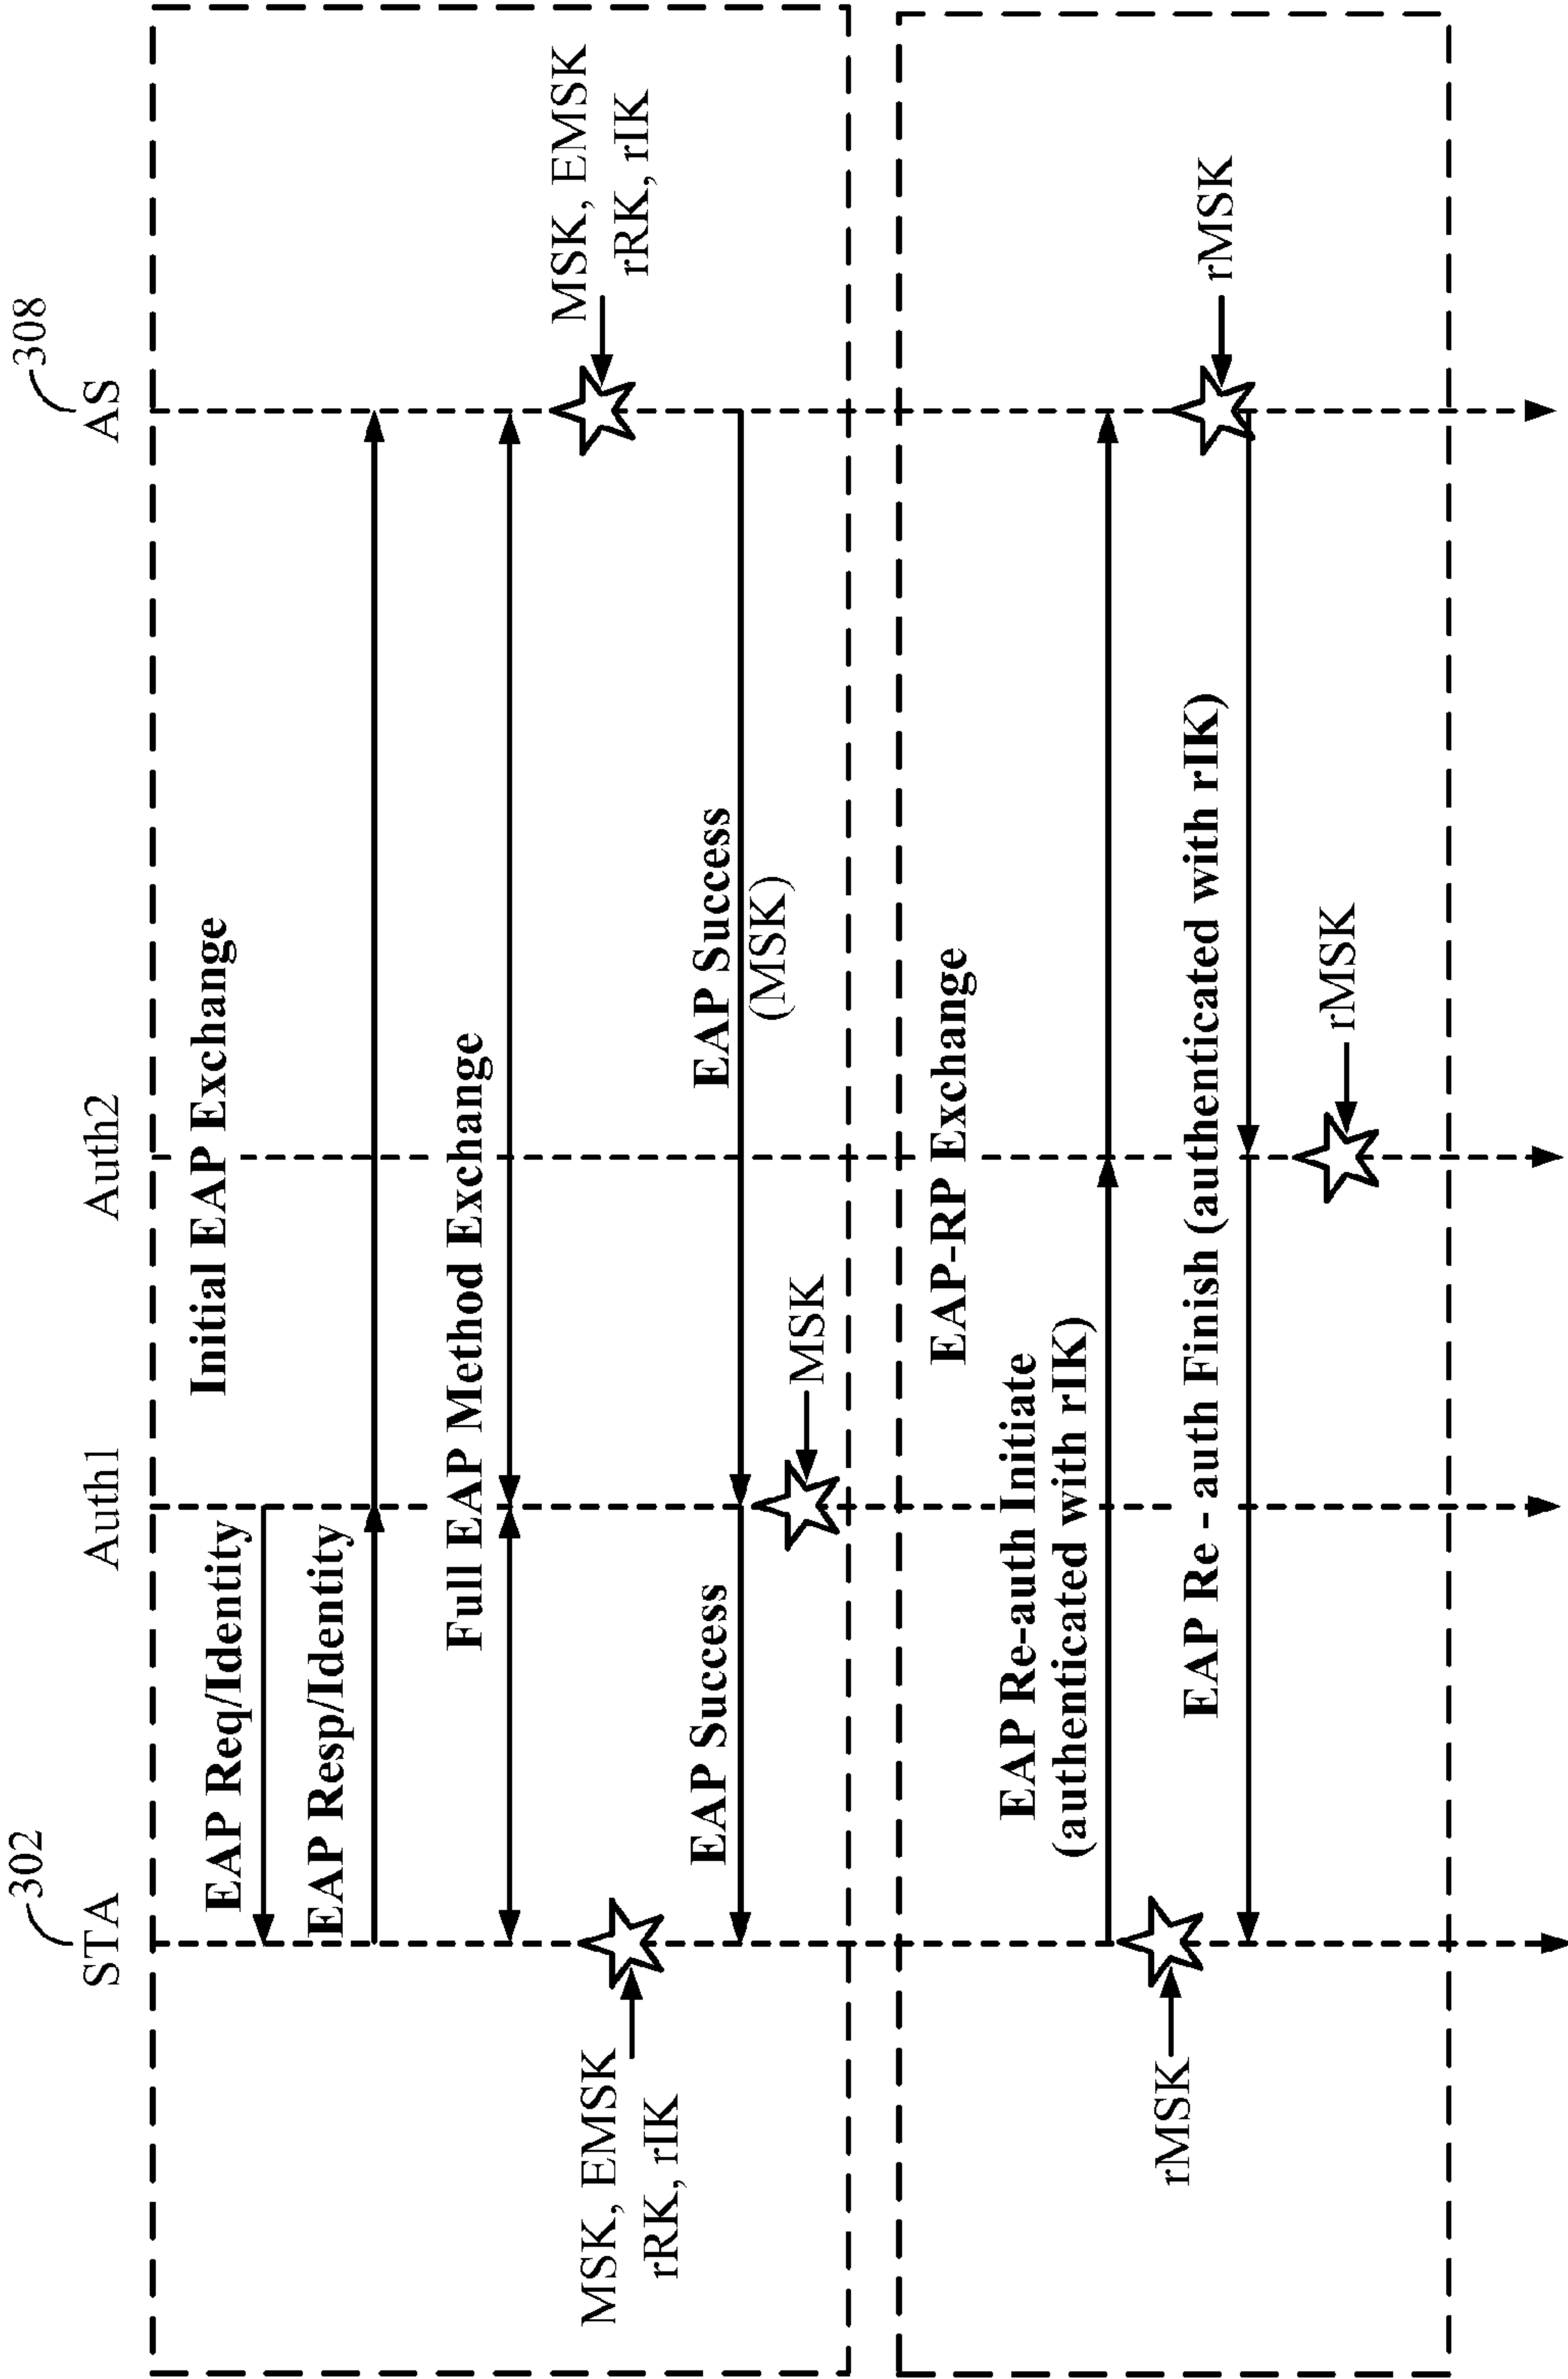 302
308
STA
Auth1
Auth2
AS
Initial EAP Exchange
EAP Req/Identity
EAP Resp/Identity
Full EAP Method Exchange
MSK, EMSK
rRK, rIK
MSK, EMSK
rRK, rIK
EAP Success
EAP Success
(MSK)
MSK
EAP-RP Exchange
EAP Re-auth Initiate
(authenticated with rIK)
rMSK
EAP Re - auth Finish (authenticated with rIK)
rMSK
rMSK